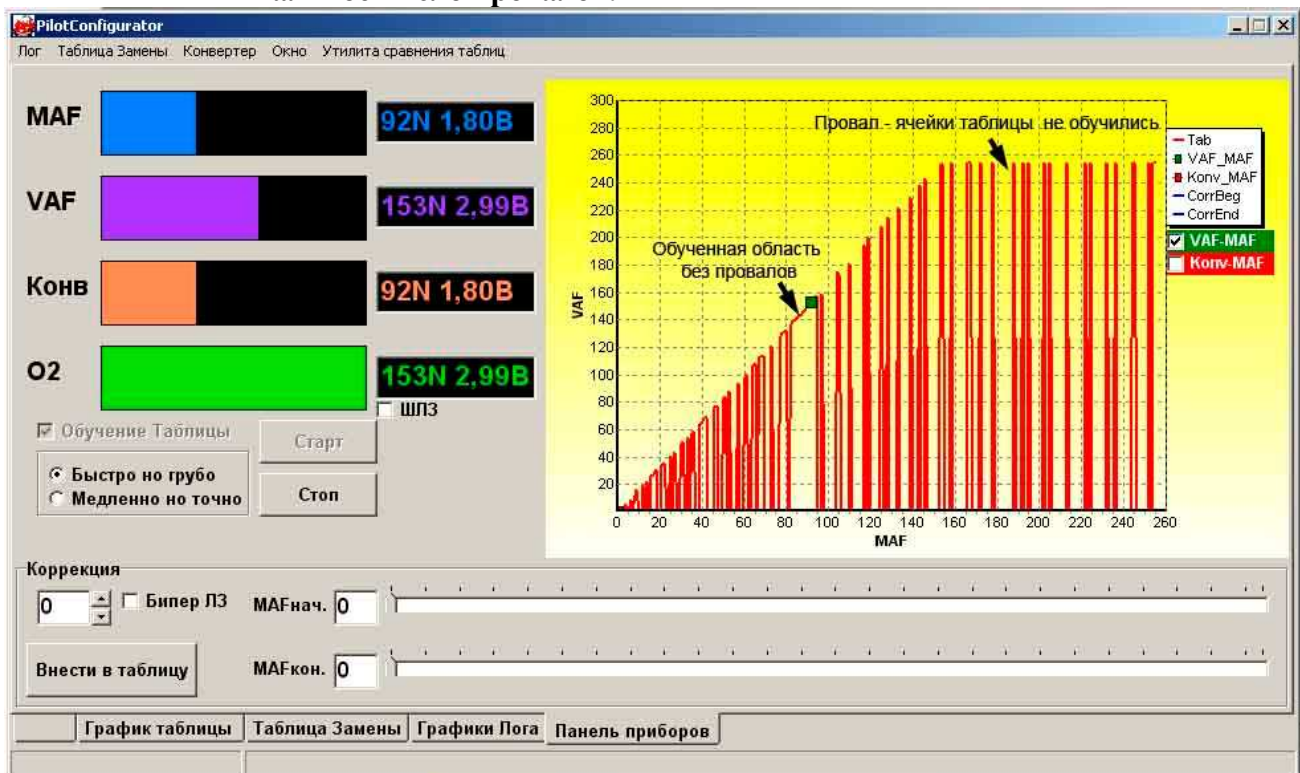 PilotConfigurator
Лог Таблица Замены Конвертер Окно Утилита сравнения таблиц
MAF
92N 1,80В
VAF
153N 2,99В
Конв
92N 1,80В
O2
153N 2,99В
ШЛЗ
Обучение Таблицы
Старт
Быстро но грубо
Медленно но точно
Стоп
300
280
260
240
220
200
180
160
140
120
100
80
60
40
20
VAF
Провал - ячейки таблицы не обучились
Обученная область
без провалов
0 20 40 60 80 100 120 140 160 180 200 220 240 260
MAF
Tab
VAF_MAF
Konv_MAF
CorrBeg
CorrEnd
VAF-MAF
Konv-MAF
Коррекция
0 Бипер ЛЗ MAFнач. 0
Внести в таблицу MAFкон. 0
График таблицы Таблица Замены Графики Лога Панель приборов